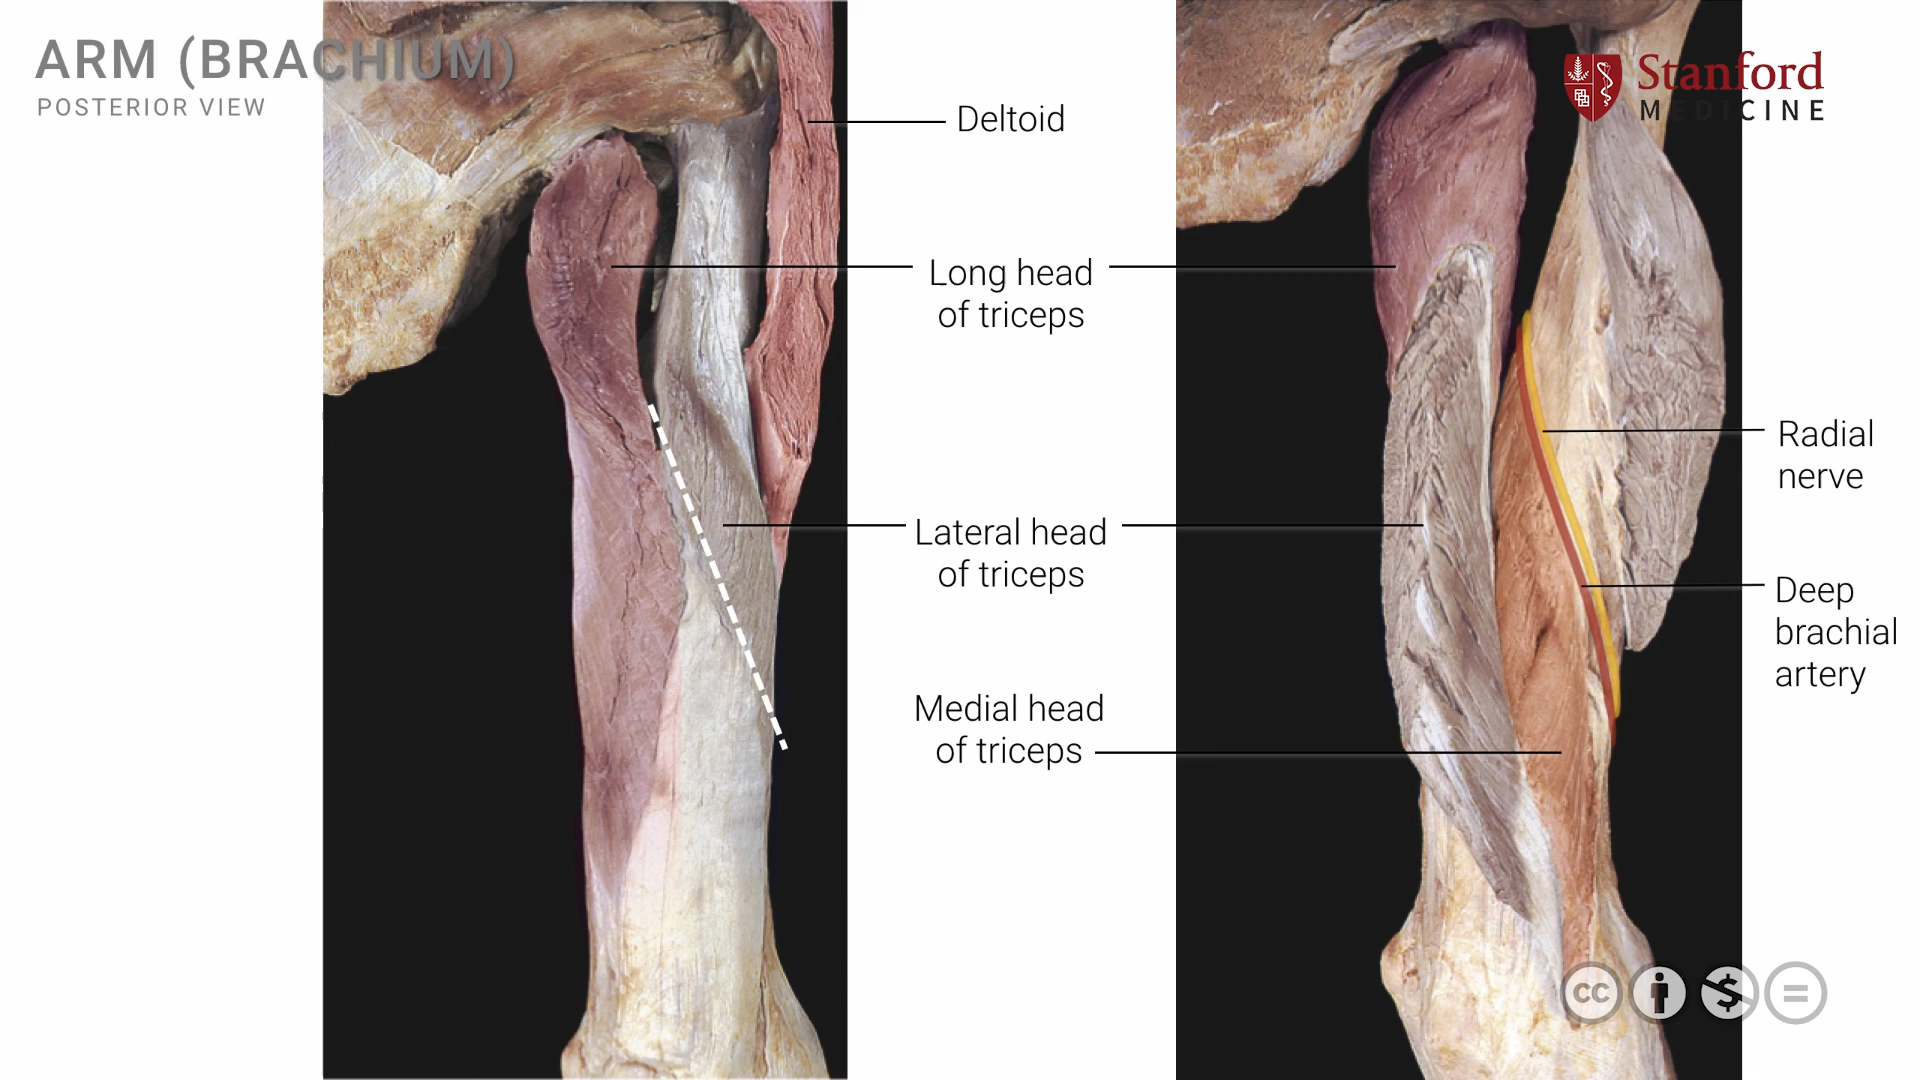 ARM (BRACHIUM)
POSTERIOR VIEW
Stanford
MEDICINE
Deltoid
Long head
of triceps
Radial
nerve
Lateral head
of triceps
Deep
brachial
artery
Medial head
of triceps
cc
$
=